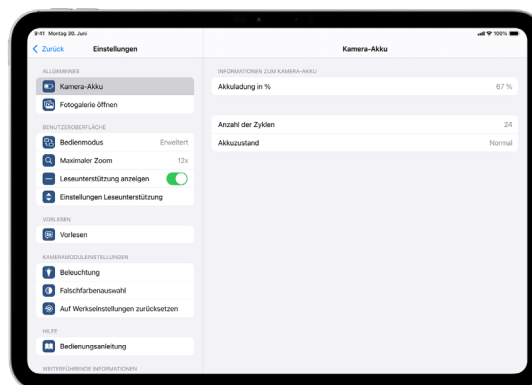 9:41 Montag 30. Juni
100%
Zurück
Einstellungen
Kamera-Akku
ALLGEMEINES
Kamera-Akku
Fotogalerie öffnen
BENUTZEROBERFLÄCHE
Bedienmodus Erweitert
Maximaler Zoom 12x
Leseunterstützung anzeigen
Einstellungen Leseunterstützung
VORLESEN
Vorlesen
KAMERAMODULEINSTELLUNGEN
Beleuchtung
Falschfarbenauswahl
Auf Werkseinstellungen zurücksetzen
HILFE
Bedienungsanleitung
WEITERFÜHRENDE INFORMATIONEN
INFORMATIONEN ZUM KAMERA-AKKU
Akkuladung in % 67 %
Anzahl der Zyklen 24
Akkuzustand Normal